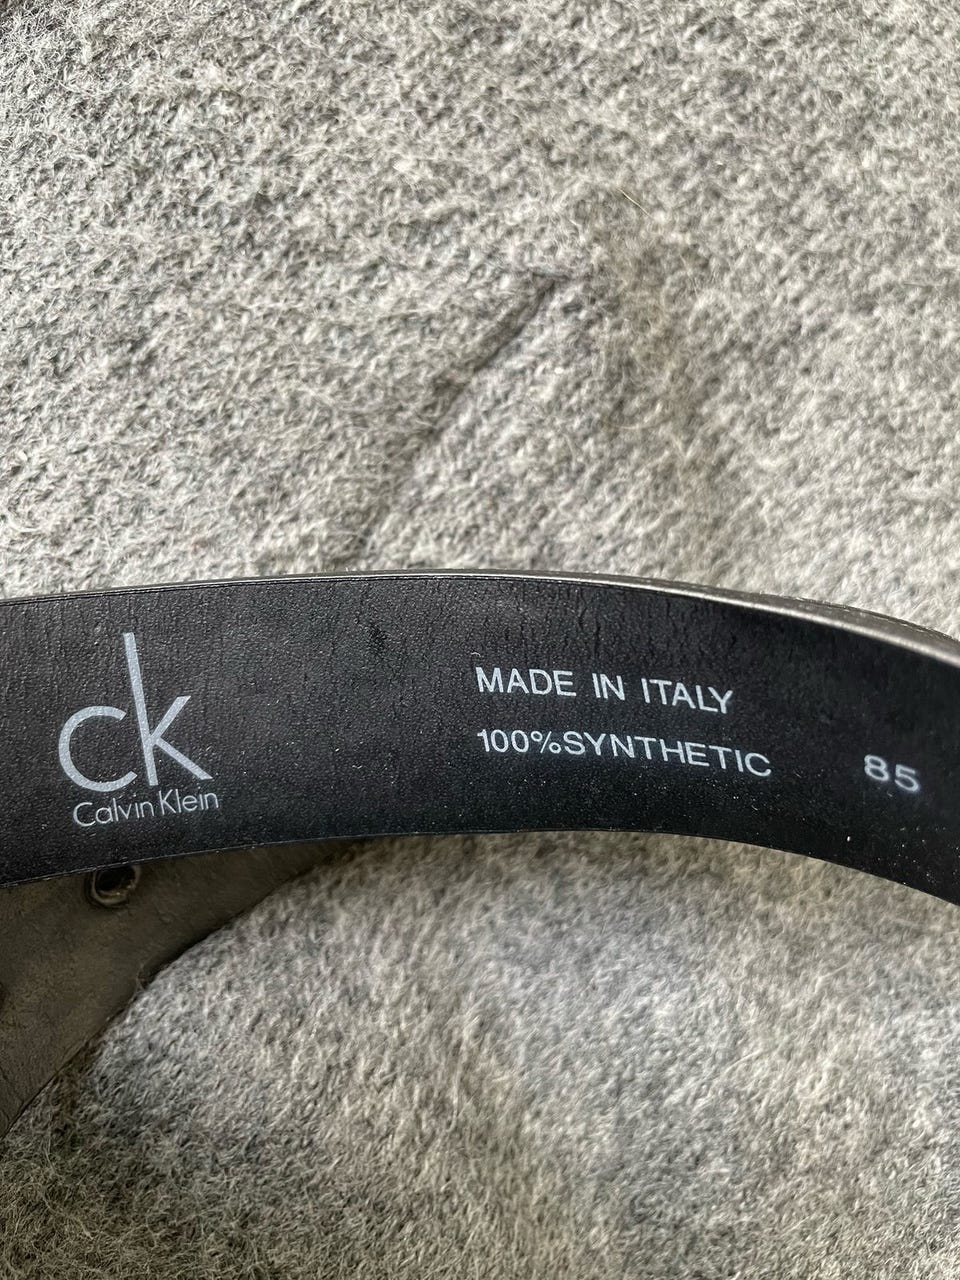 ck
Calvin Klein
MADE IN ITALY
100%SYNTHETIC
85